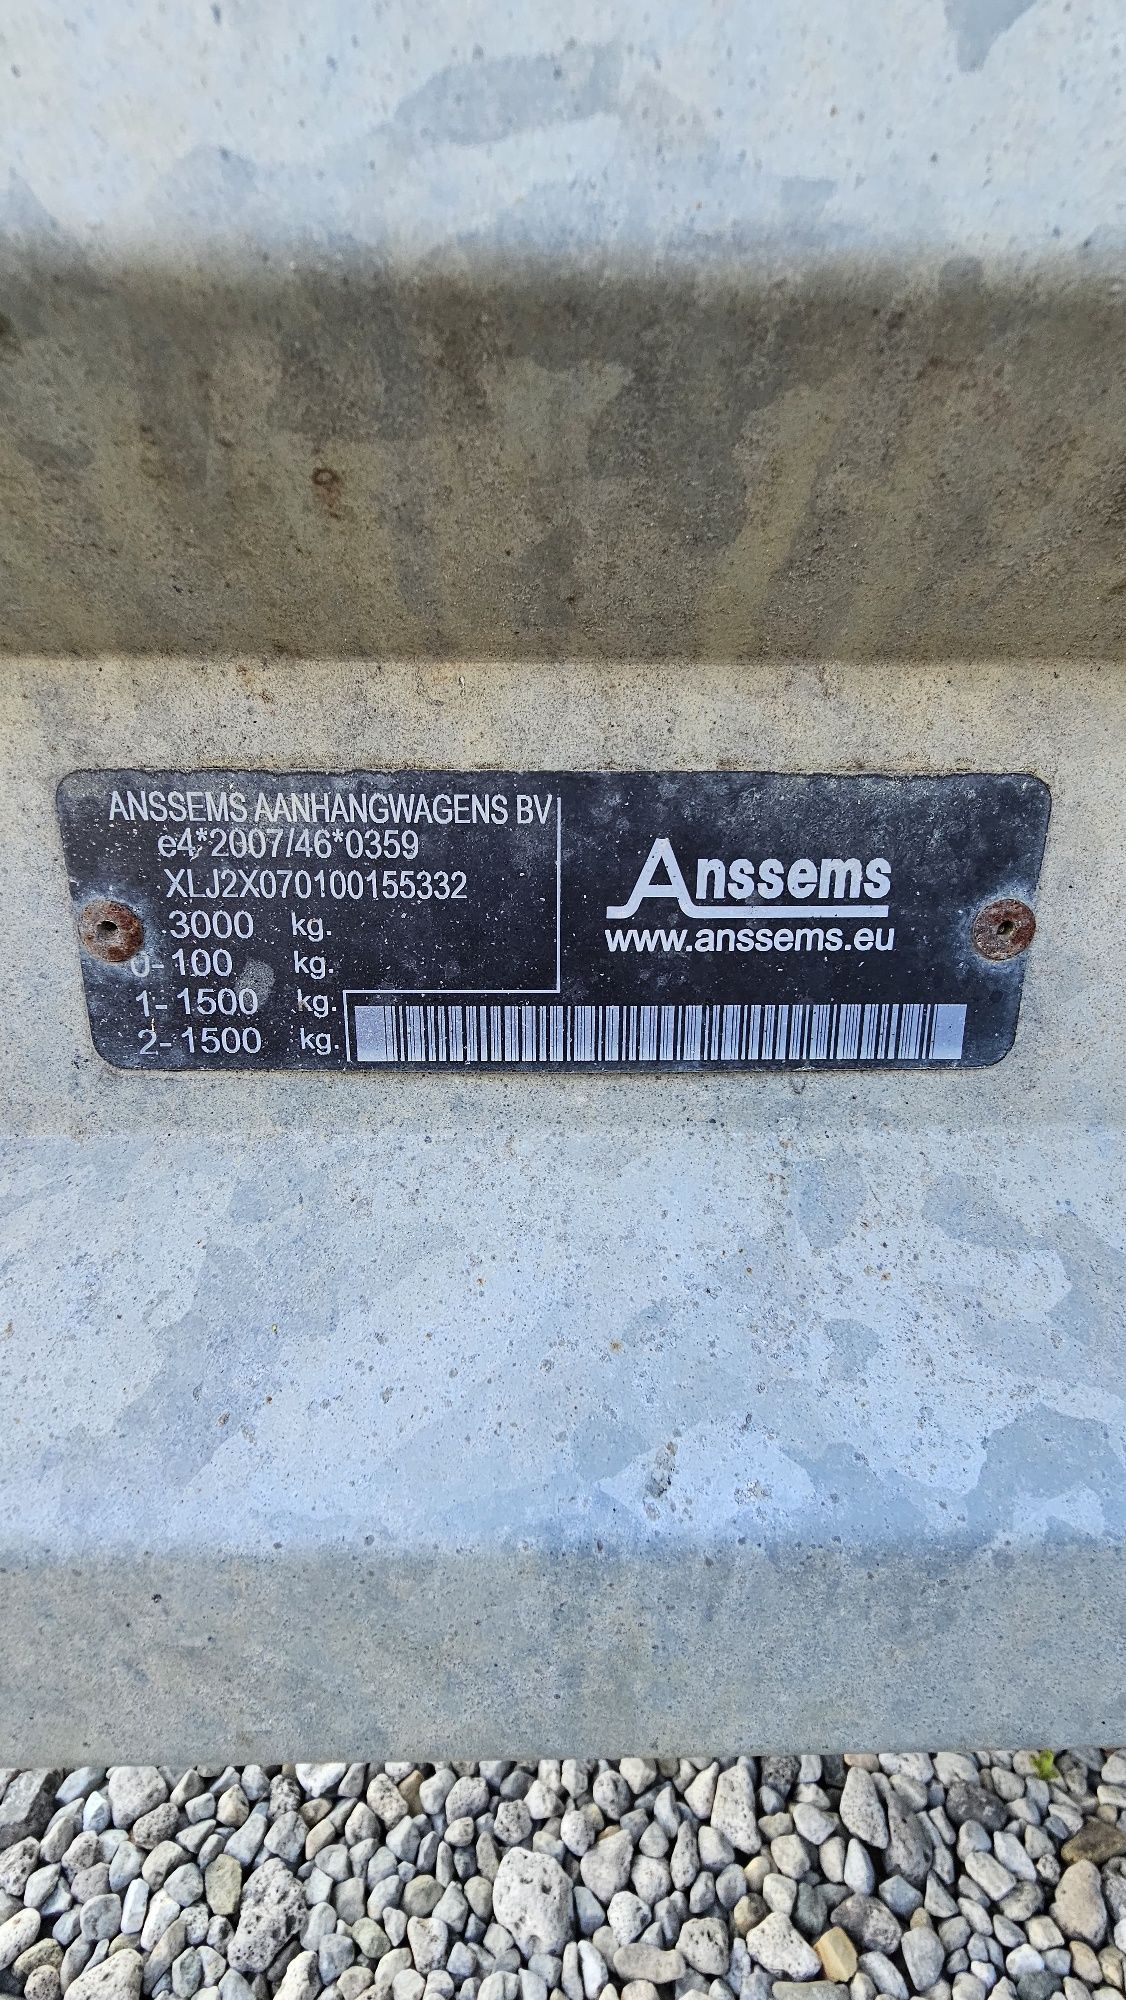 ANSSEMS AANHANGWAGENS BV
e4*2007/46*0359
XLJ2X070100155332
3000 kg.
0-100 kg.
1-1500 kg.
2-1500 kg.
Anssems
www.anssems.eu